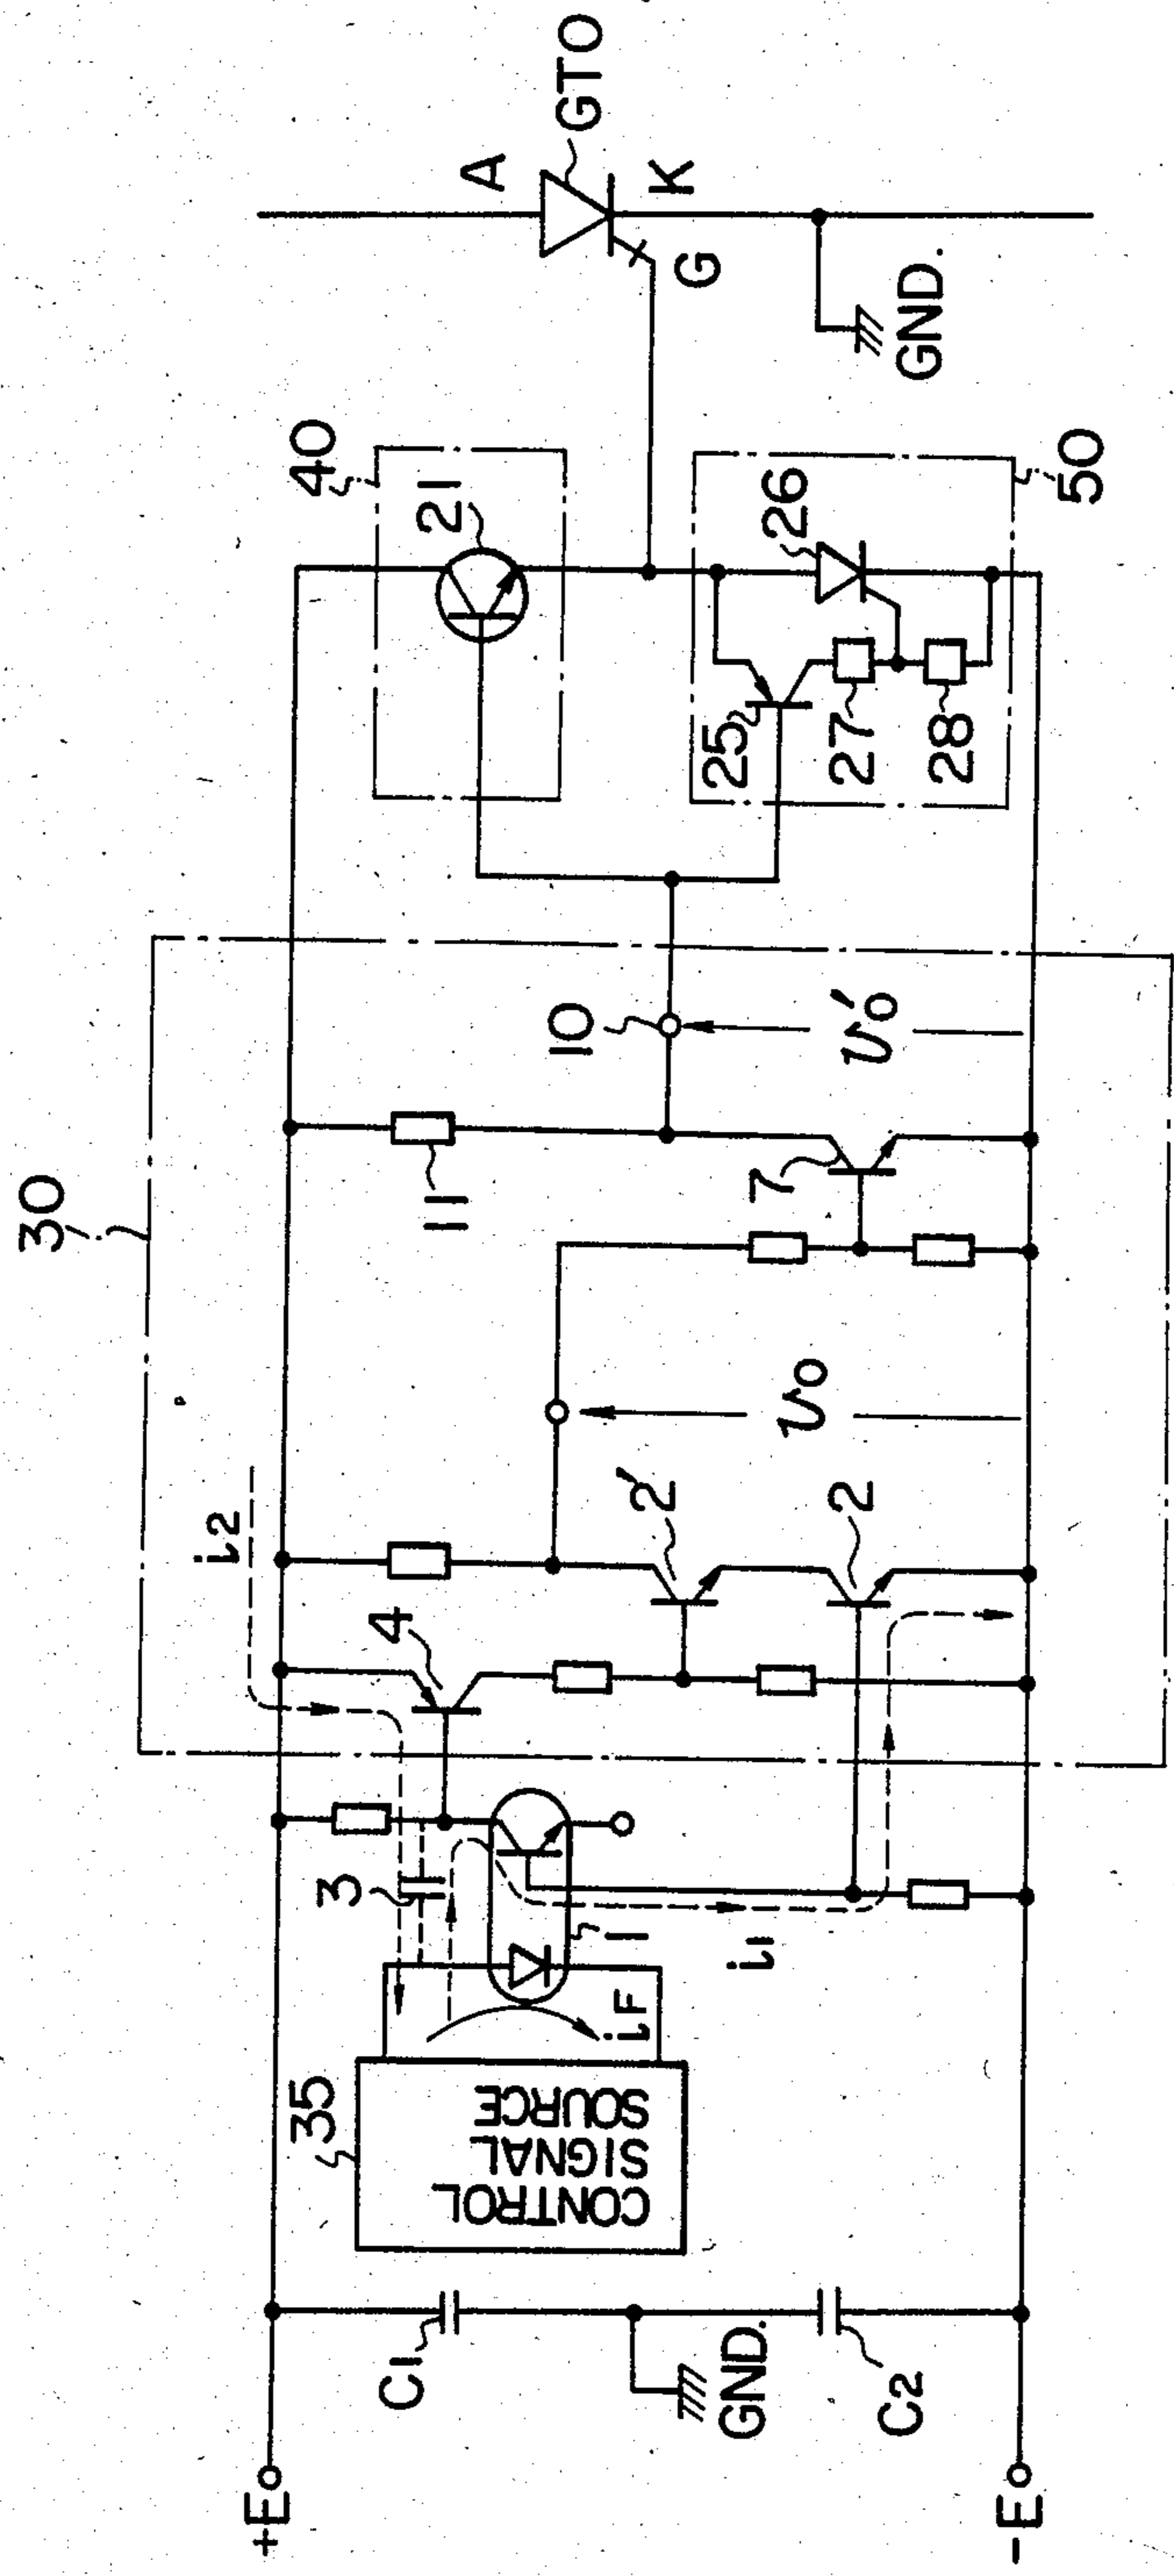 30
i2
40
21
A
GTO
K
G
GND.
50
26
25
27
28
10
11
7
v0'
v0
2'
2
4
3
1
i1
iF
35
CONTROL
SIGNAL
SOURCE
C1
C2
GND.
+E
-E